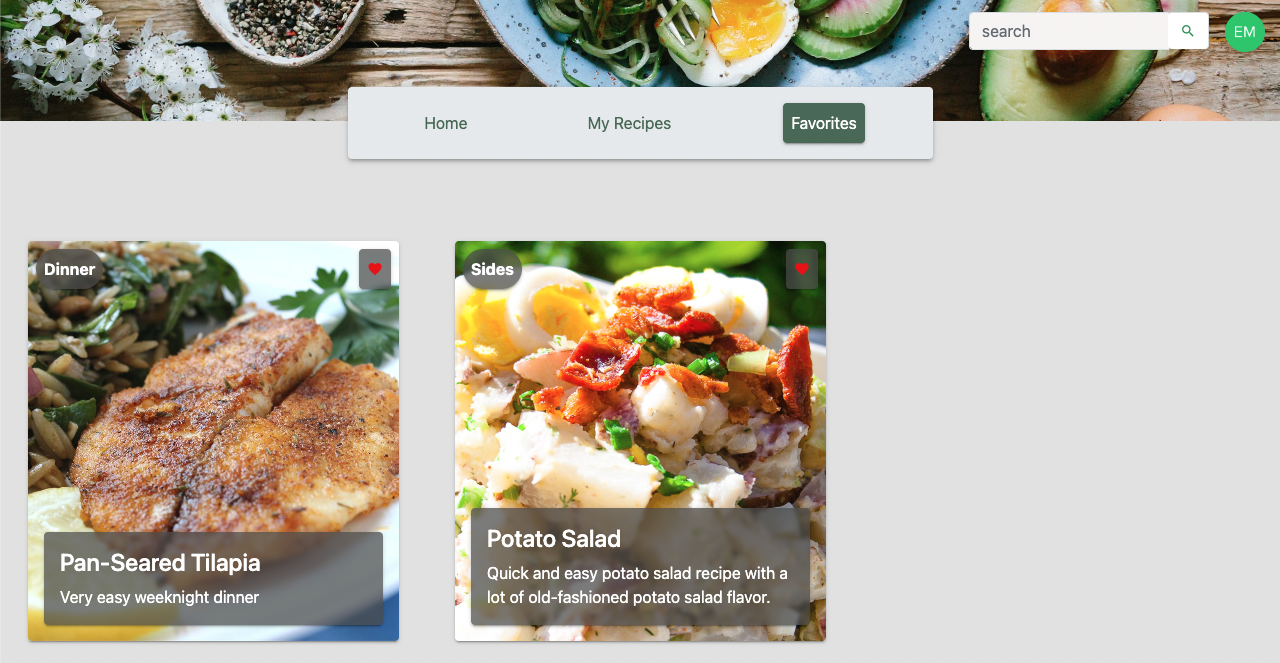 search
EM
Home
My Recipes
Favorites
Dinner
Pan-Seared Tilapia
Very easy weeknight dinner
Sides
Potato Salad
Quick and easy potato salad recipe with a
lot of old-fashioned potato salad flavor.